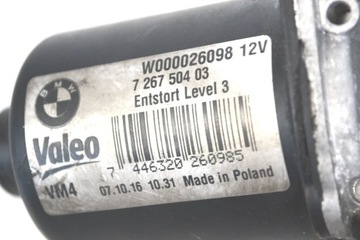 BMW
W000026098 12V
7 267 504 03
Entstort Level 3
Valeo
7 446320 260985
VM4
07.10.16 10.31 Made in Poland